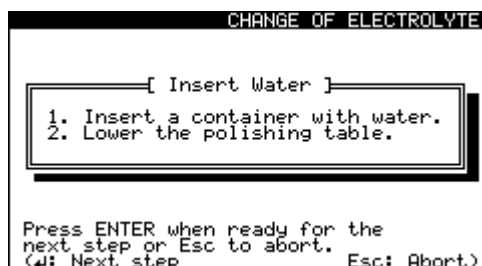 CHANGE OF ELECTROLYTE
[ Insert Water ]
1. Insert a container with water.
2. Lower the polishing table.
Press ENTER when ready for the
next step or Esc to abort.
(↵: Next step Esc: Abort)